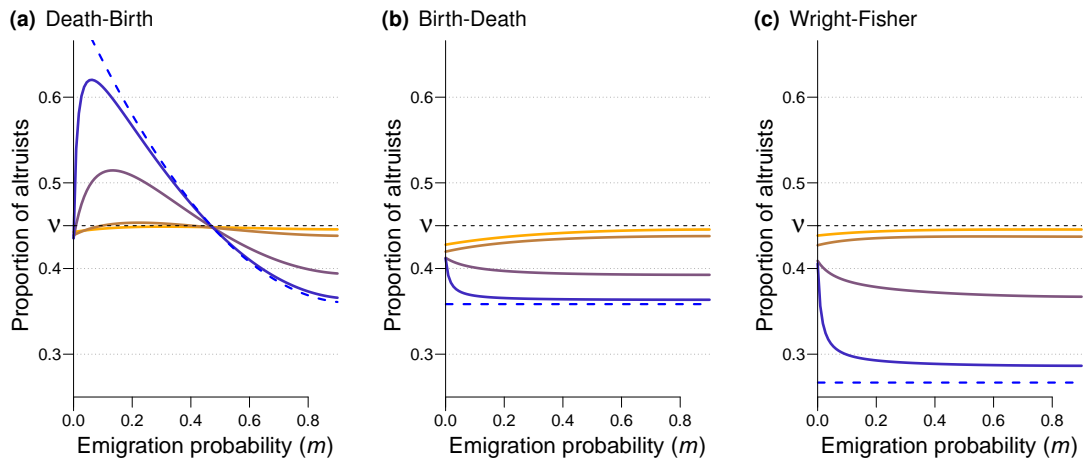 (a) Death-Birth
(b) Birth-Death
(c) Wright-Fisher
Proportion of altruists
0.6
0.5
ν
0.4
0.3
0.0 0.2 0.4 0.6 0.8
Emigration probability (m)
Proportion of altruists
0.6
0.5
ν
0.4
0.3
0.0 0.2 0.4 0.6 0.8
Emigration probability (m)
Proportion of altruists
0.6
0.5
ν
0.4
0.3
0.0 0.2 0.4 0.6 0.8
Emigration probability (m)